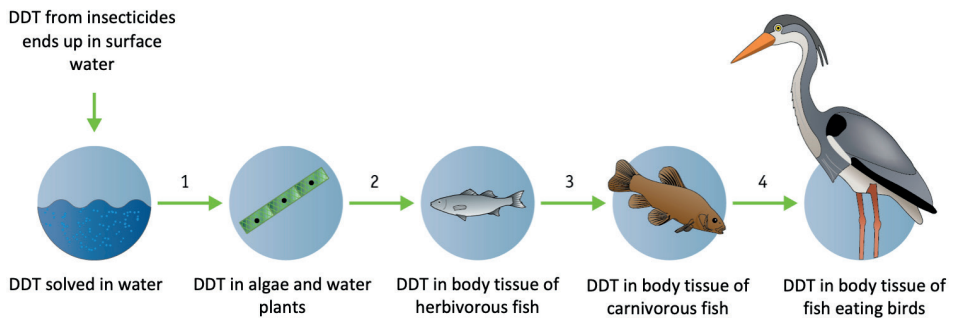 DDT from insecticides
ends up in surface
water
1
2
3
4
DDT solved in water
DDT in algae and water
plants
DDT in body tissue of
herbivorous fish
DDT in body tissue of
carnivorous fish
DDT in body tissue of
fish eating birds